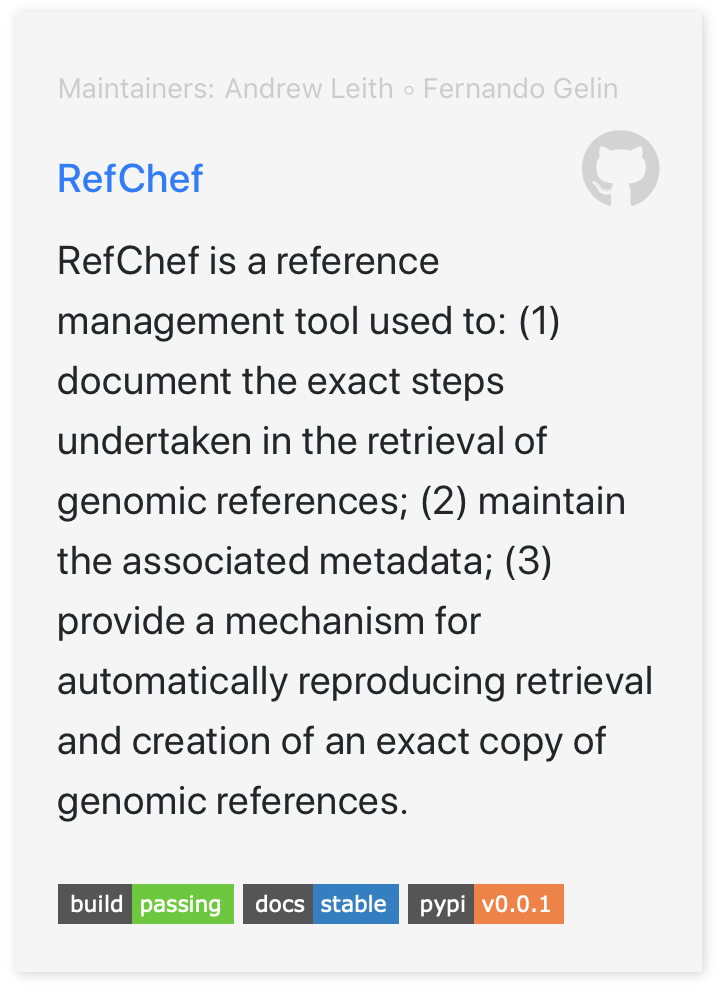 Maintainers: Andrew Leith ∘ Fernando Gelin
RefChef
RefChef is a reference
management tool used to: (1)
document the exact steps
undertaken in the retrieval of
genomic references; (2) maintain
the associated metadata; (3)
provide a mechanism for
automatically reproducing retrieval
and creation of an exact copy of
genomic references.
build passing docs stable pypi v0.0.1